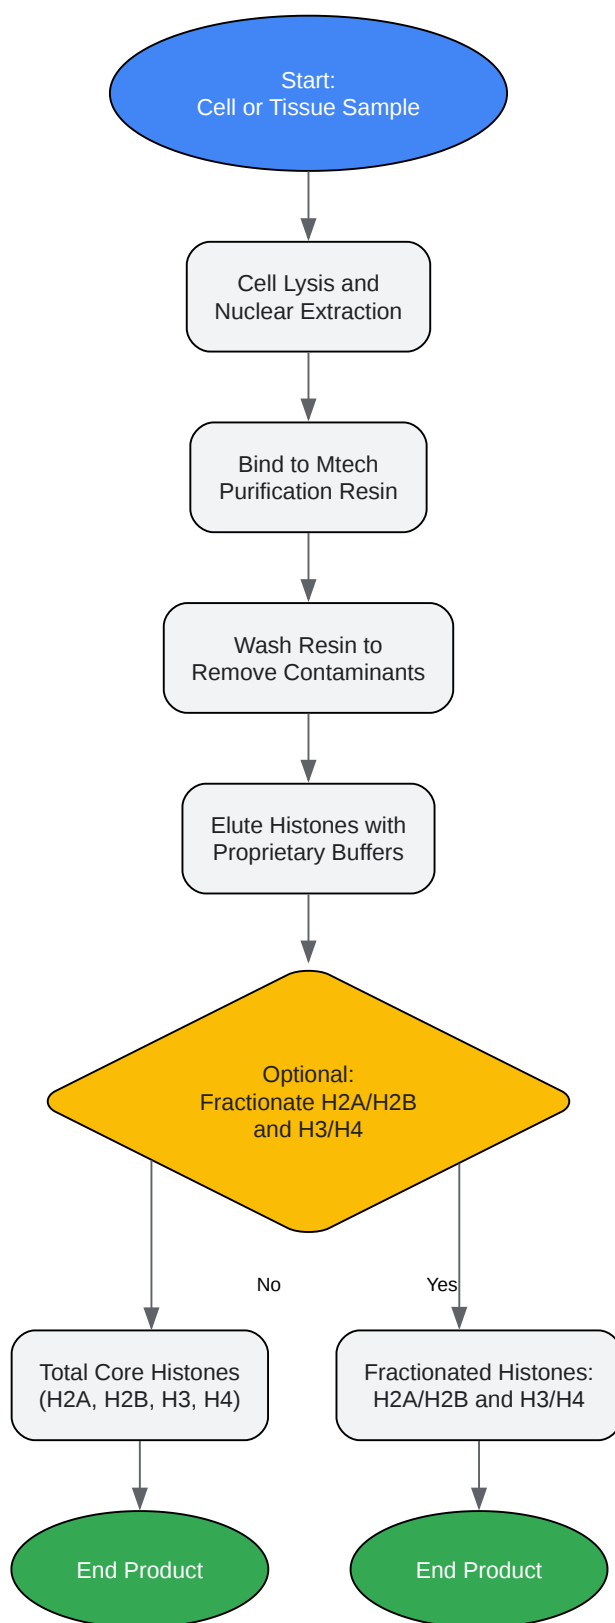 Start:
Cell or Tissue Sample
Cell Lysis and
Nuclear Extraction
Bind to Mtech
Purification Resin
Wash Resin to
Remove Contaminants
Elute Histones with
Proprietary Buffers
Optional:
Fractionate H2A/H2B
and H3/H4
No
Yes
Total Core Histones
(H2A, H2B, H3, H4)
Fractionated Histones:
H2A/H2B and H3/H4
End Product
End Product